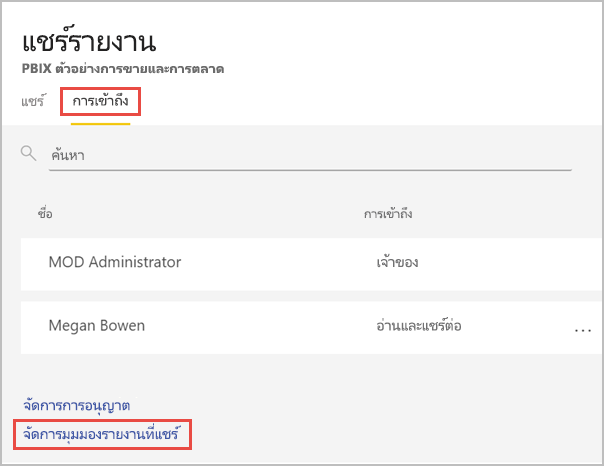 แชร์รายงาน
PBIX ตัวอย่างการขายและการตลาด
แชร์ การเข้าถึง
ค้นหา
ชื่อ การเข้าถึง
MOD Administrator เจ้าของ
Megan Bowen อ่านและแชร์ต่อ ...
จัดการการอนุญาต
จัดการมุมมองรายงานที่แชร์